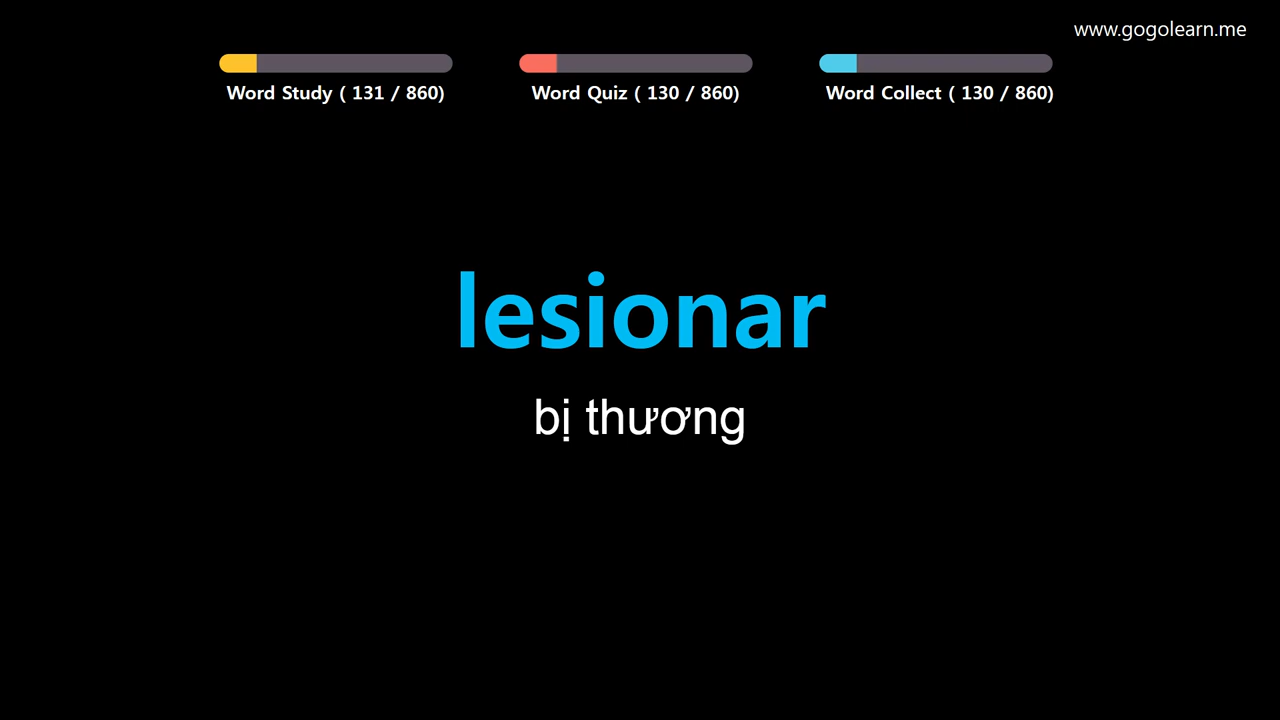 www.gogolearn.me
Word Study ( 131 / 860)
Word Quiz ( 130 / 860)
Word Collect ( 130 / 860)
lesionar
bị thương